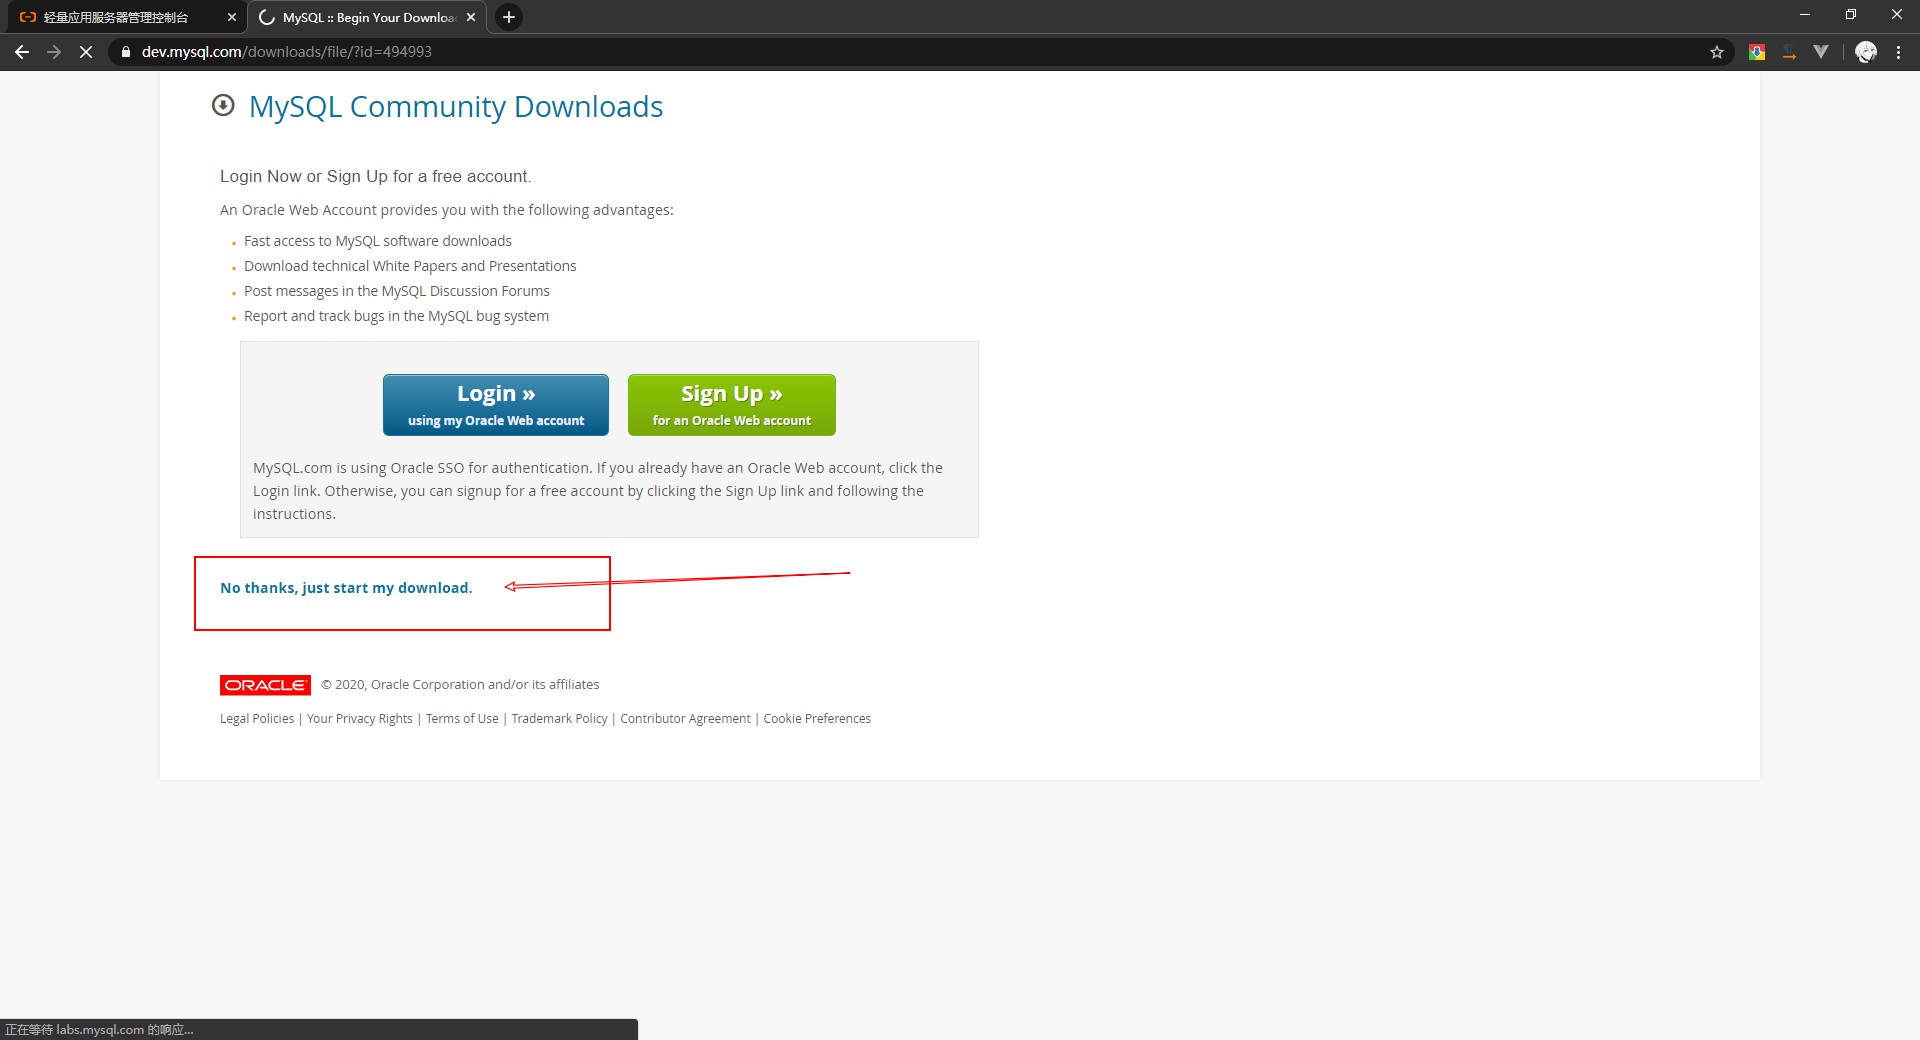 轻量应用服务器管理控制台
MySQL :: Begin Your Downloa
dev.mysql.com/downloads/file/?id=494993
MySQL Community Downloads
Login Now or Sign Up for a free account.
An Oracle Web Account provides you with the following advantages:
Fast access to MySQL software downloads
Download technical White Papers and Presentations
Post messages in the MySQL Discussion Forums
Report and track bugs in the MySQL bug system
Login »
using my Oracle Web account
Sign Up »
for an Oracle Web account
MySQL.com is using Oracle SSO for authentication. If you already have an Oracle Web account, click the
Login link. Otherwise, you can signup for a free account by clicking the Sign Up link and following the
instructions.
No thanks, just start my download.
ORACLE © 2020, Oracle Corporation and/or its affiliates
Legal Policies | Your Privacy Rights | Terms of Use | Trademark Policy | Contributor Agreement | Cookie Preferences
正在等待 labs.mysql.com 的响应...